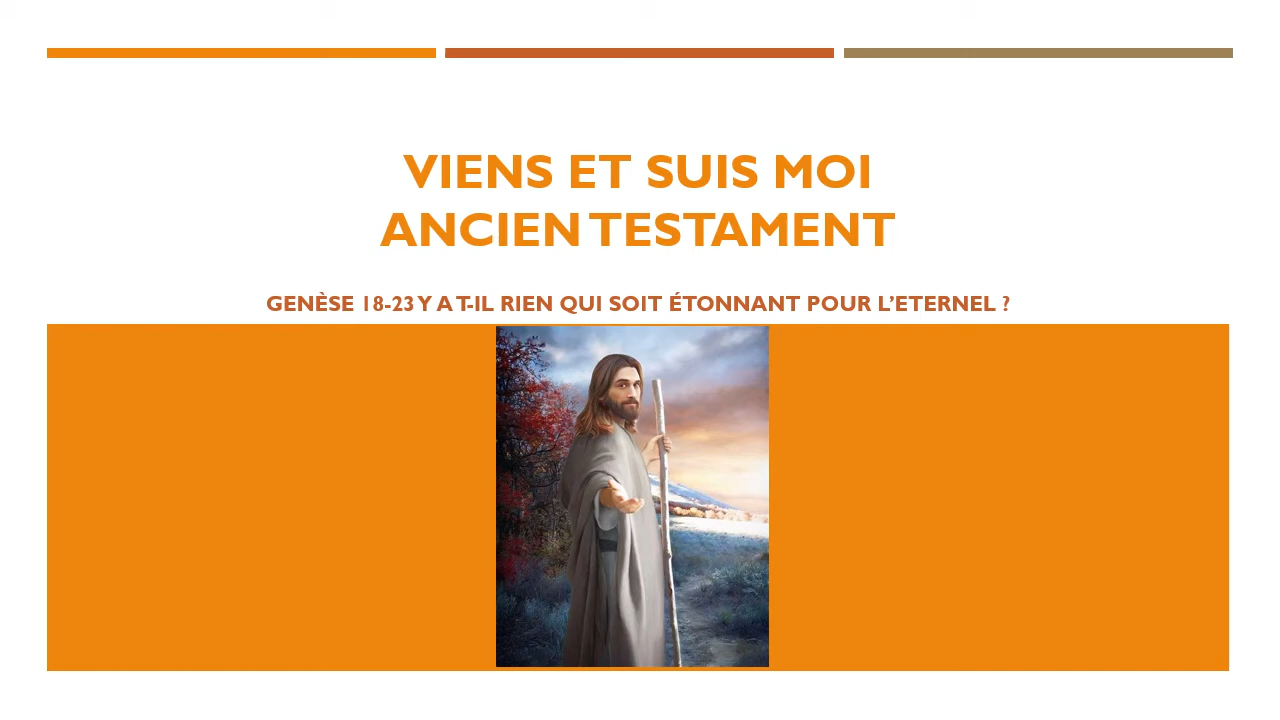 VIENS ET SUIS MOI
ANCIEN TESTAMENT
GENÈSE 18-23 Y A T-IL RIEN QUI SOIT ÉTONNANT POUR L’ETERNEL ?